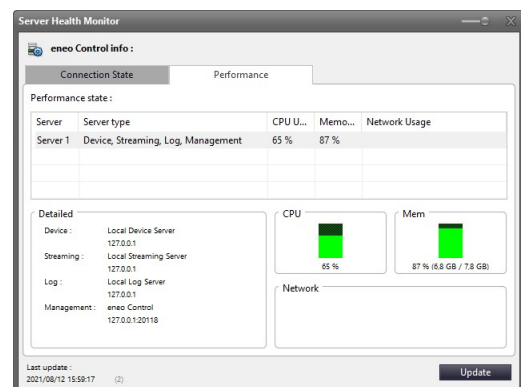 Server Health Monitor
eneo Control info :
Connection State Performance
Performance state :
Server Server type CPU U... Memo... Network Usage
Server 1 Device, Streaming, Log, Management 65 % 87 %
Detailed
Device : Local Device Server
127.0.0.1
Streaming : Local Streaming Server
127.0.0.1
Log : Local Log Server
127.0.0.1
Management : eneo Control
127.0.0.1:20118
CPU
65 %
Mem
87 % (6,8 GB / 7,8 GB)
Network
Last update :
2021/08/12 15:59:17 (2)
Update